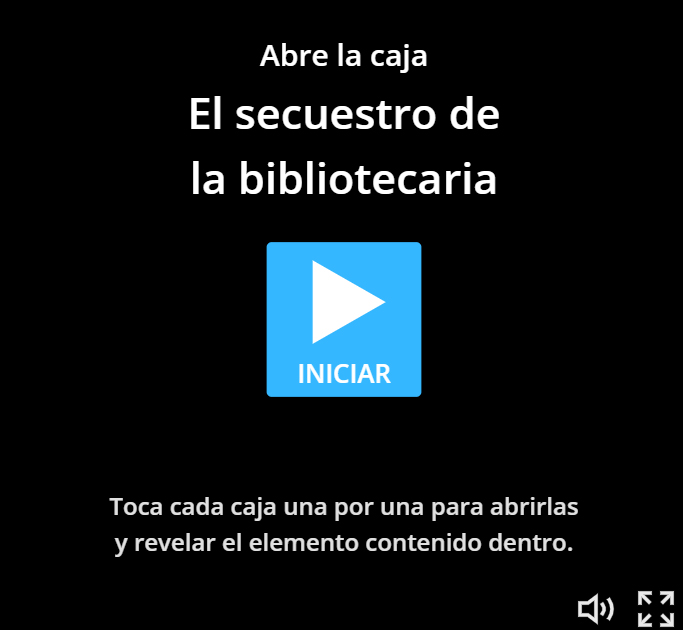 Abre la caja
El secuestro de
la bibliotecaria
INICIAR
Toca cada caja una por una para abrirlas
y revelar el elemento contenido dentro.